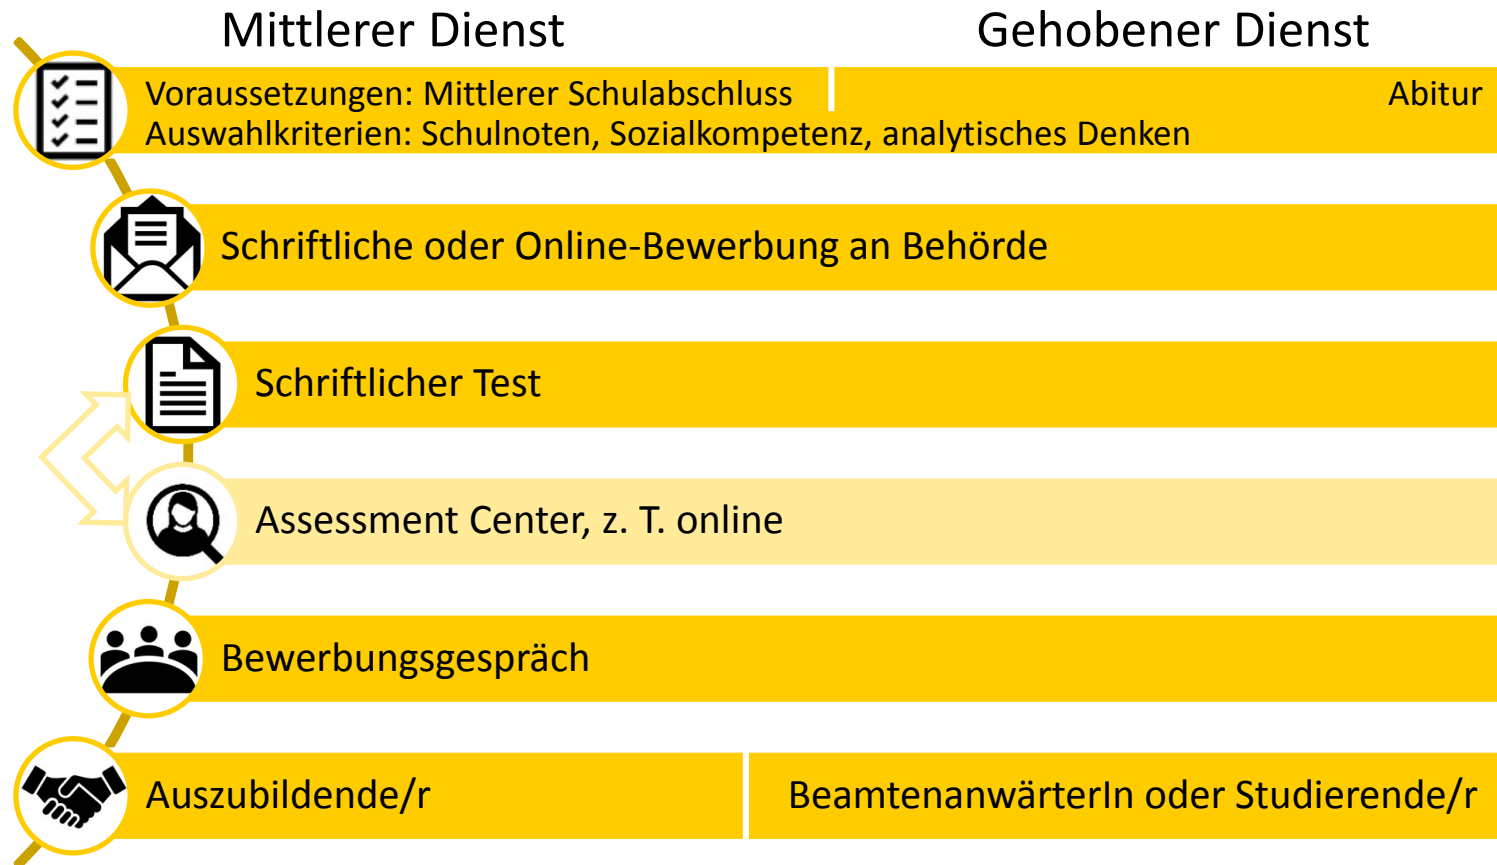 Mittlerer Dienst
Gehobener Dienst
Voraussetzungen: Mittlerer Schulabschluss
Abitur
Auswahlkriterien: Schulnoten, Sozialkompetenz, analytisches Denken
Schriftliche oder Online-Bewerbung an Behörde
Schriftlicher Test
Assessment Center, z. T. online
Bewerbungsgespräch
Auszubildende/r
BeamtenanwärterIn oder Studierende/r